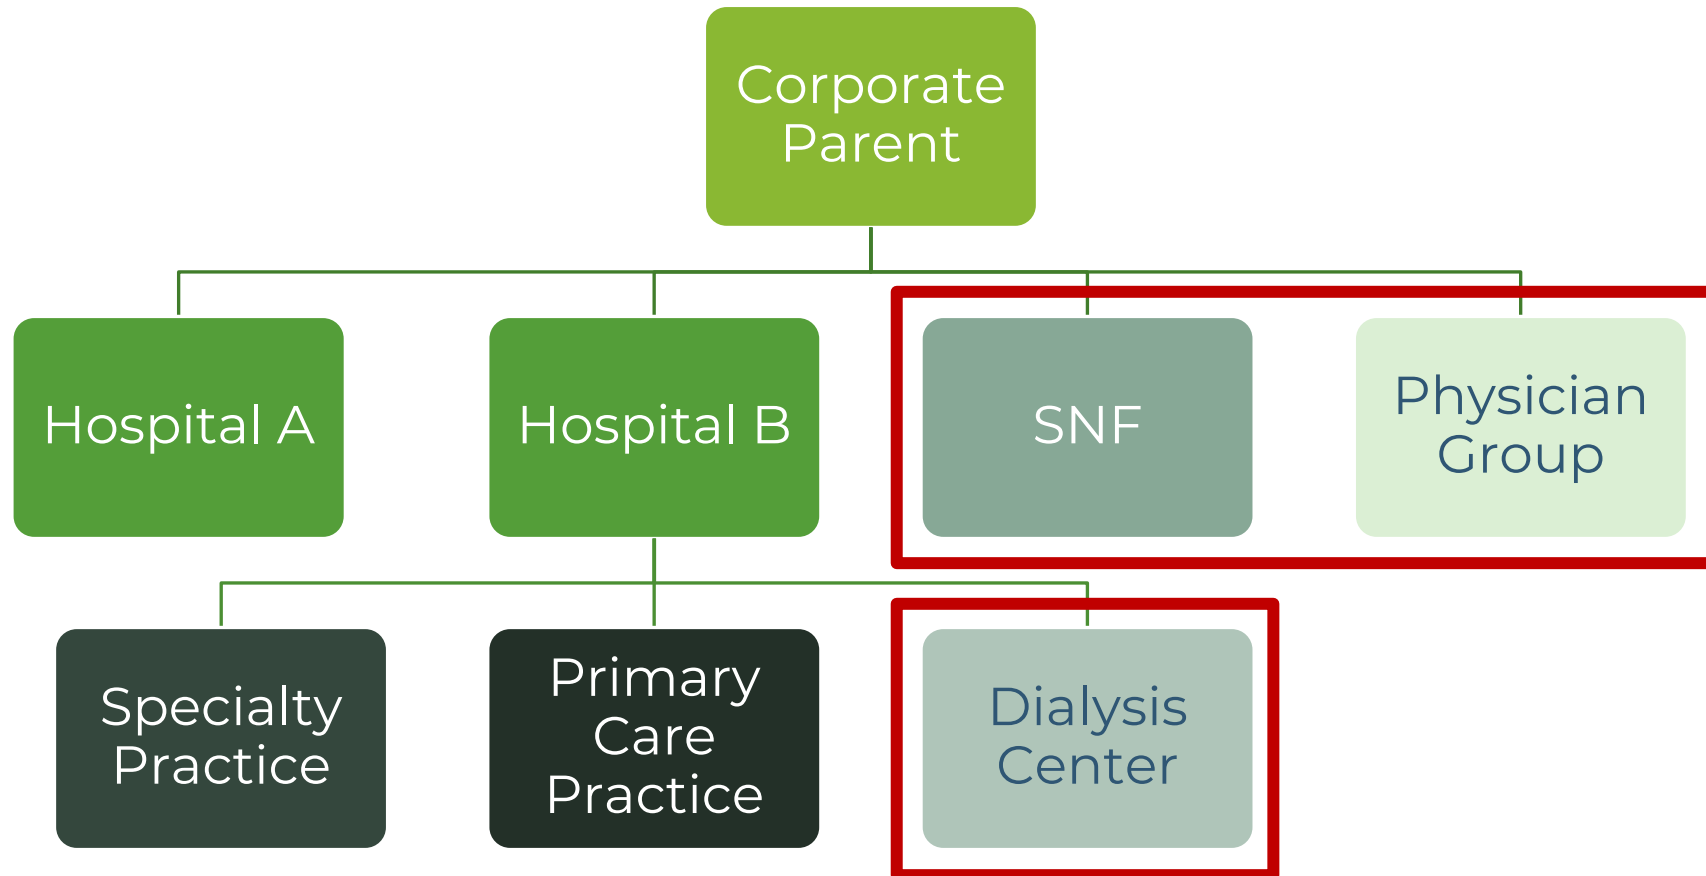 Corporate
Parent
Hospital A
Hospital B
SNF
Physician
Group
Specialty
Practice
Primary
Care
Practice
Dialysis
Center